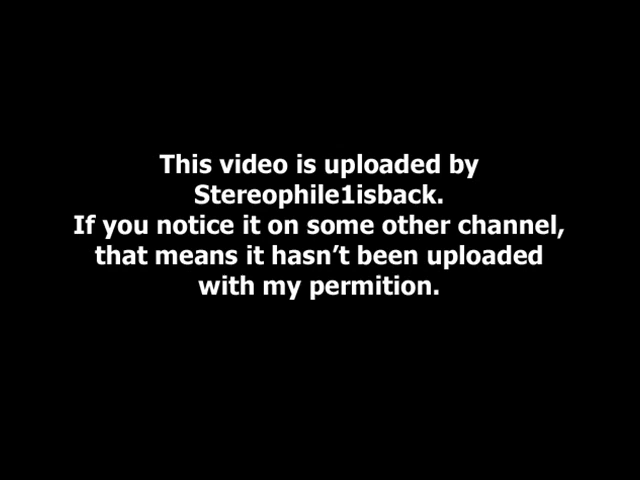 This video is uploaded by
Stereophile1isback.
If you notice it on some other channel,
that means it hasn’t been uploaded
with my permition.